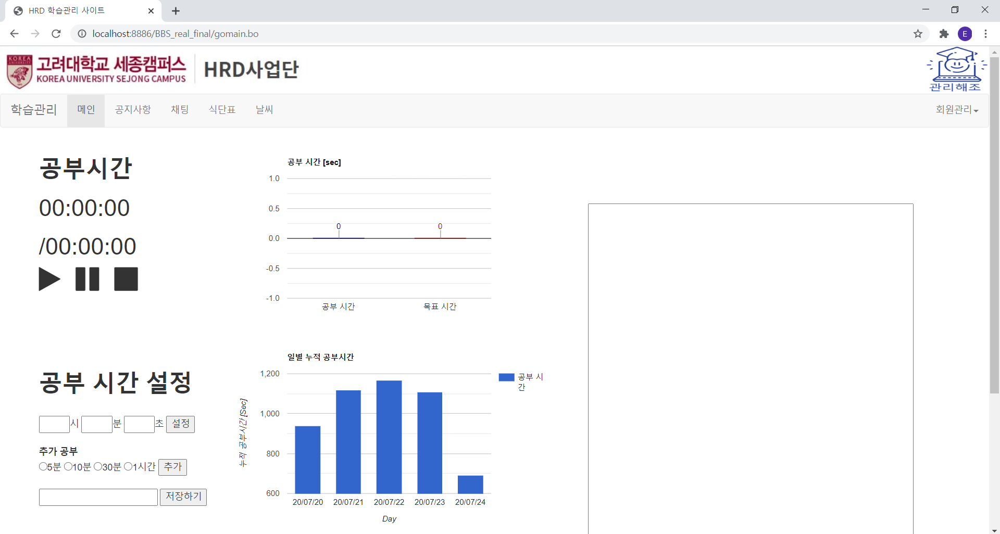 HRD 학습관리 사이트
localhost:8886/BBS_real_final/gomain.bo
E
KOREA
고려대학교 세종캠퍼스
KOREA UNIVERSITY SEJONG CAMPUS
HRD사업단
관리해조
학습관리 메인 공지사항 채팅 식단표 날씨 회원관리
공부시간
00:00:00
/00:00:00
공부 시간 [sec]
1.0
0.5
0.0
-0.5
-1.0
0 0
공부 시간 목표 시간
공부 시간 설정
시 분 초 설정
추가 공부
5분 10분 30분 1시간 추가
저장하기
일별 누적 공부시간
누적 공부시간 [Sec]
1,200
1,000
800
600
20/07/20 20/07/21 20/07/22 20/07/23 20/07/24
Day
공부 시
간